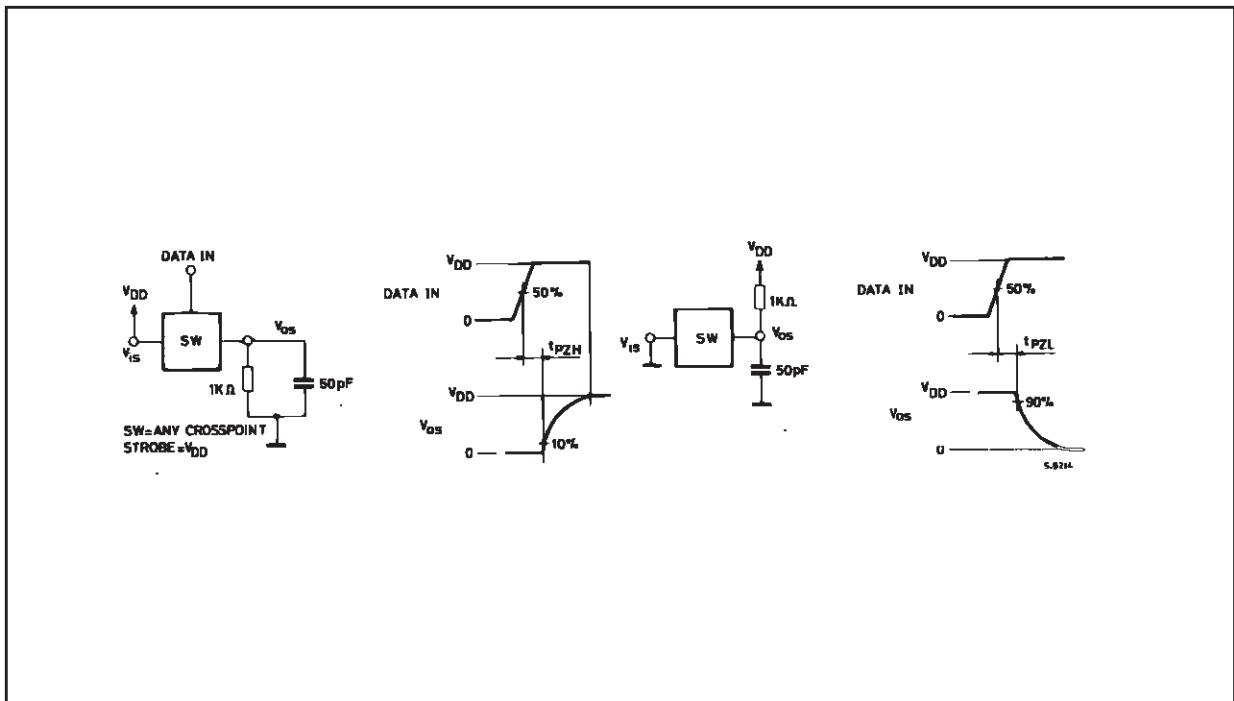 DATA IN
VDD
VIS
SW
VOS
1KΩ
50pF
SW=ANY CROSSPOINT
STROBE=VDD
DATA IN
VDD
50%
0
tPZH
VDD
VOS
10%
0
VDD
1KΩ
VIS
SW
VOS
50pF
DATA IN
VDD
50%
0
tPZL
VDD
VOS
90%
0